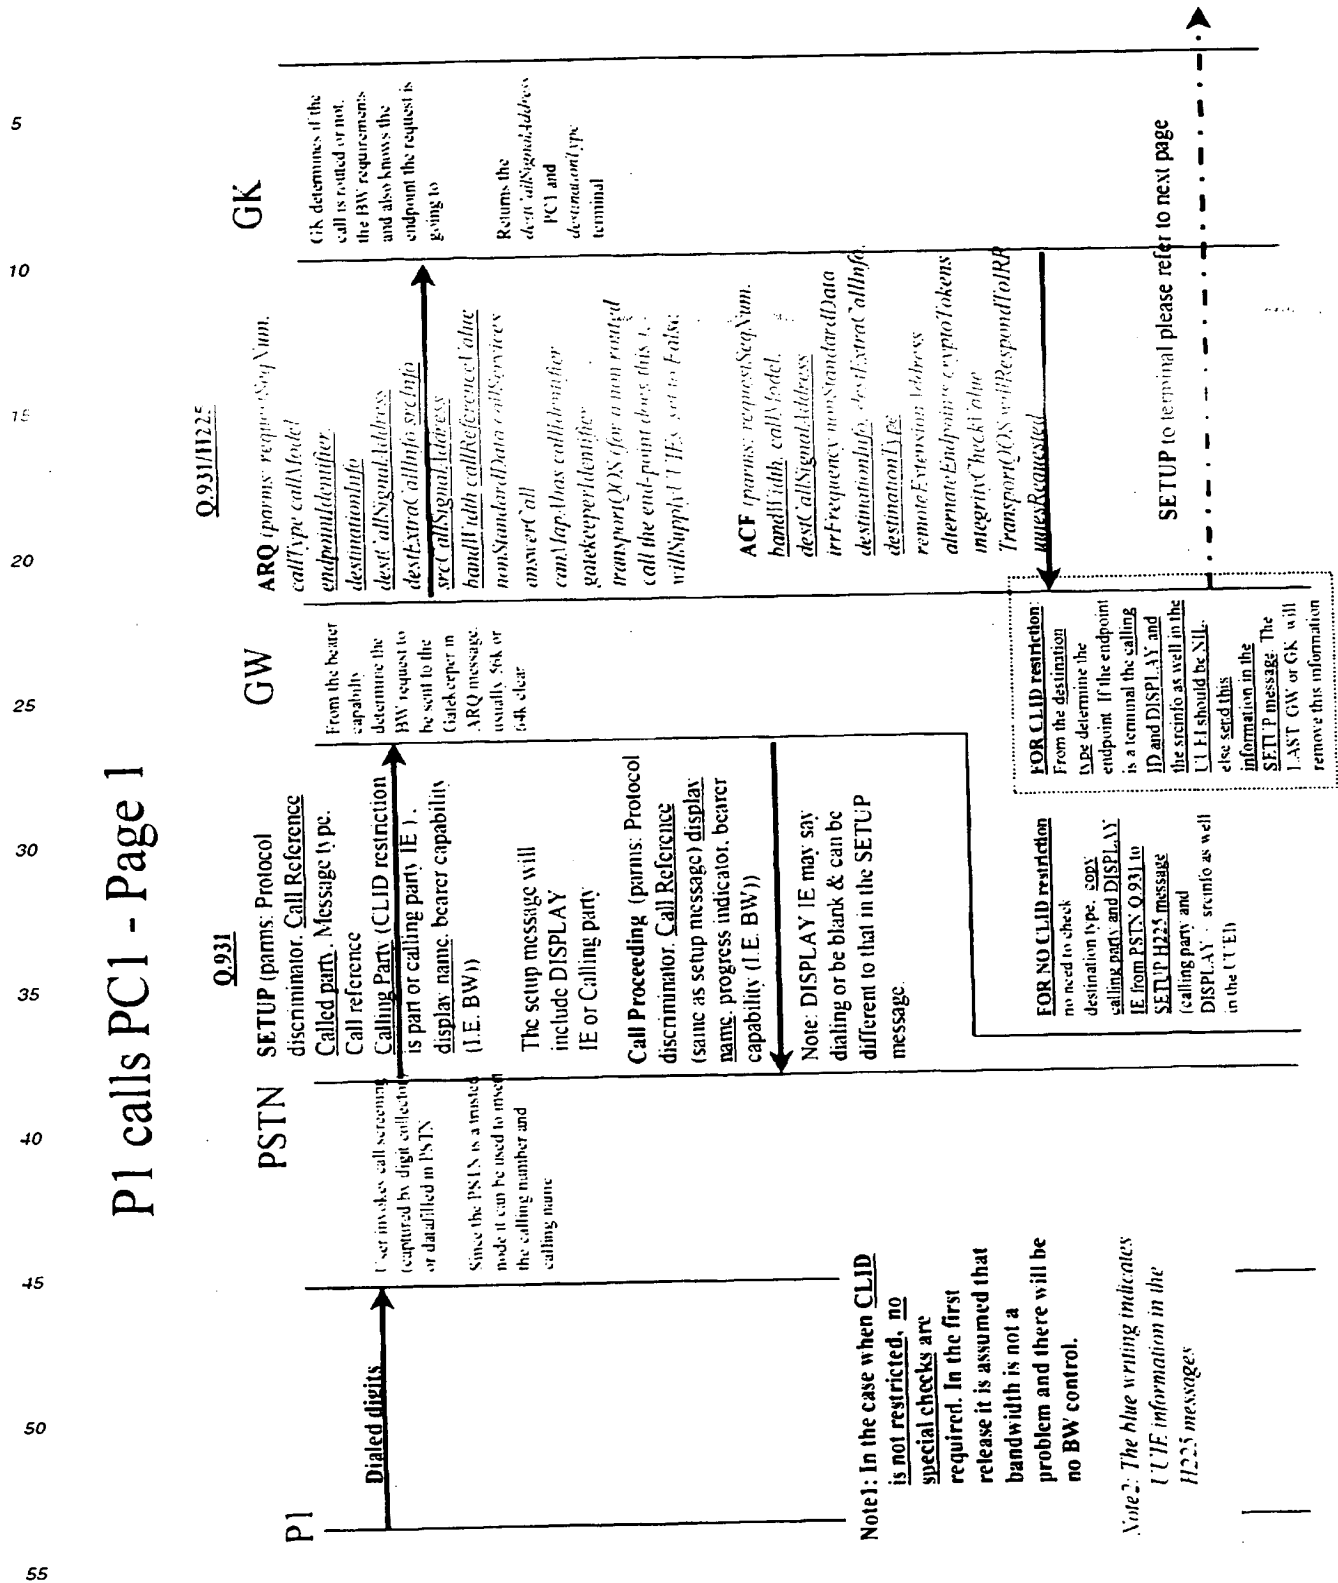 P1 calls PC1 - Page 1
P1
PSTN
GW
GK
Q.931
Q.931/H225
Dialed digits
User invokes call screening
(captured by digit collector
or datafilled in PSTN
Since the PSTN is a trusted
node it can be used to insert
the calling number and
calling name
SETUP (parms: Protocol
discriminator, Call Reference
Called party, Message type,
Call reference
Calling Party (CLID restriction
is part or calling party IE ),
display name, bearer capability
(I.E. BW))
The setup message will
include DISPLAY
IE or Calling party
Call Proceeding (parms: Protocol
discriminator, Call Reference
(same as setup message) display
name, progress indicator, bearer
capability (I.E. BW))
Note: DISPLAY IE may say
dialing or be blank & can be
different to that in the SETUP
message.
From the bearer
capabilty
determine the
BW request to
be sent to the
Gatekeeper in
ARQ message.
usually 56k or
64k clear
ARQ (parms: requestSeqNum,
callType callModel
endpointIdentifier,
destinationInfo
destCallSignalAddress
destExtraCallInfo srcInfo
srcCallSignalAddress
bandWidth callReferenceValue
nonStandardData callServices
answerCall
canMapAlias callIdentifier
gatekeeperIdentifier
transportQOS (for a non routed
call the end-point does this),
willSupplyUUIEs set to False
GK determines if the
call is routed or not,
the BW requirements
and also knows the
endpoint the request is
going to
Returns the
destCallSignalAddress
PC1 and
destinationType
terminal
ACF (parms: requestSeqNum,
bandWidth, callModel,
destCallSignalAddress
irrFrequency nonStandardData
destinationInfo, destExtraCallInfo,
destinationType
remoteExtensionAddress
alternateEndpoints cryptoTokens
integrityCheckValue
TransportQOS willRespondToIRR
uuiesRequested
FOR NO CLID restriction
no need to check
destination type, copy
calling party and DISPLAY
IE from PSTN Q.931 to
SETUP H225 message
(calling party and
DISPLAY - srcinfo as well
in the UUEI)
FOR CLID restriction:
From the destination
type determine the
endpoint. If the endpoint
is a terminal the calling
ID and DISPLAY and
the srcinfo as well in the
UUEI should be NIL,
else send this
information in the
SETUP message. The
LAST GW or GK will
remove this information
SETUP to terminal please refer to next page
Note1: In the case when CLID
is not restricted, no
special checks are
required. In the first
release it is assumed that
bandwidth is not a
problem and there will be
no BW control.
Note2: The blue writing indicates
UUIE information in the
H225 messages
5
10
15
20
25
30
35
40
45
50
55